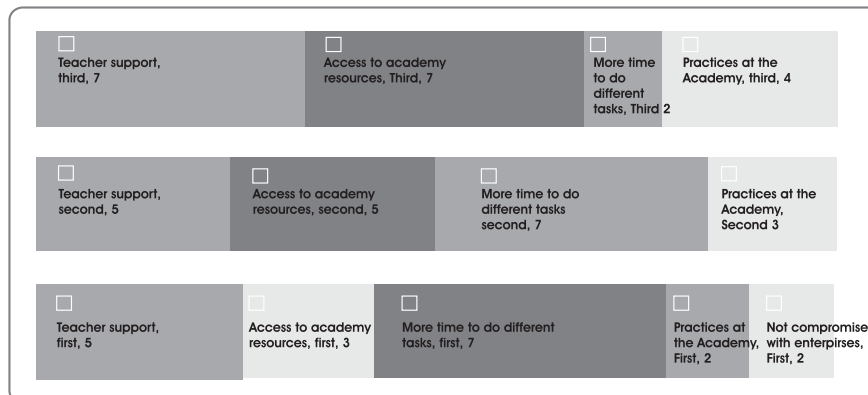 Teacher support,
third, 7
Access to academy
resources, Third, 7
More time
to do
different
tasks, Third 2
Practices at the
Academy, third, 4
Teacher support,
second, 5
Access to academy
resources, second, 5
More time to do
different tasks
second, 7
Practices at the
Academy,
Second 3
Teacher support,
first, 5
Access to academy
resources, first, 3
More time to do different
tasks, first, 7
Practices at
the Academy,
First, 2
Not compromise
with enterpirses,
First, 2